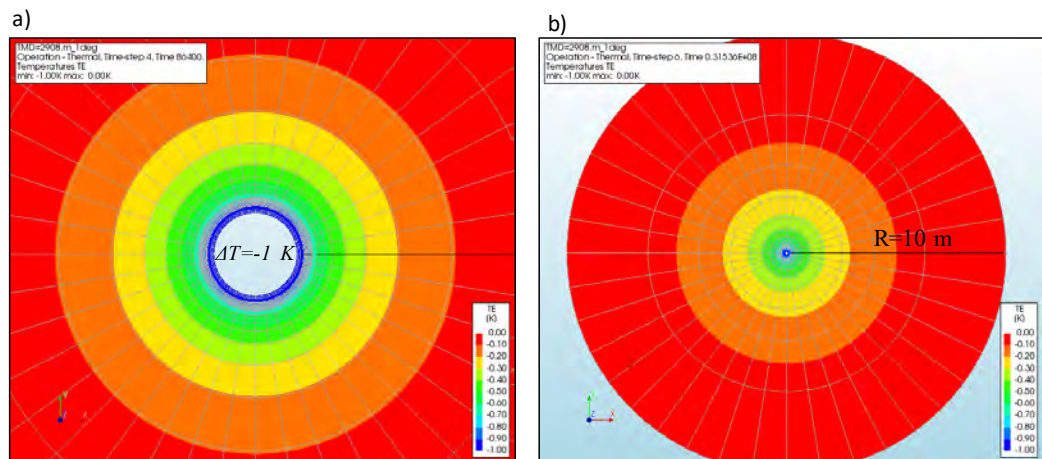 a)
TMD=2908.m_1deg
Operation - Thermal, Time-step 4, Time 86400.
Temperatures TE
min: -1.00K max: 0.00K
ΔT=-1 K
TE
(K)
0.00
-0.10
-0.20
-0.30
-0.40
-0.50
-0.60
-0.70
-0.80
-0.90
-1.00
Y
Z X
b)
TMD=2908.m_1deg
Operation - Thermal, Time-step 6, Time 0.31536E+08
Temperatures TE
min: -1.00K max: 0.00K
R=10 m
TE
(K)
0.00
-0.10
-0.20
-0.30
-0.40
-0.50
-0.60
-0.70
-0.80
-0.90
-1.00
Y
Z X